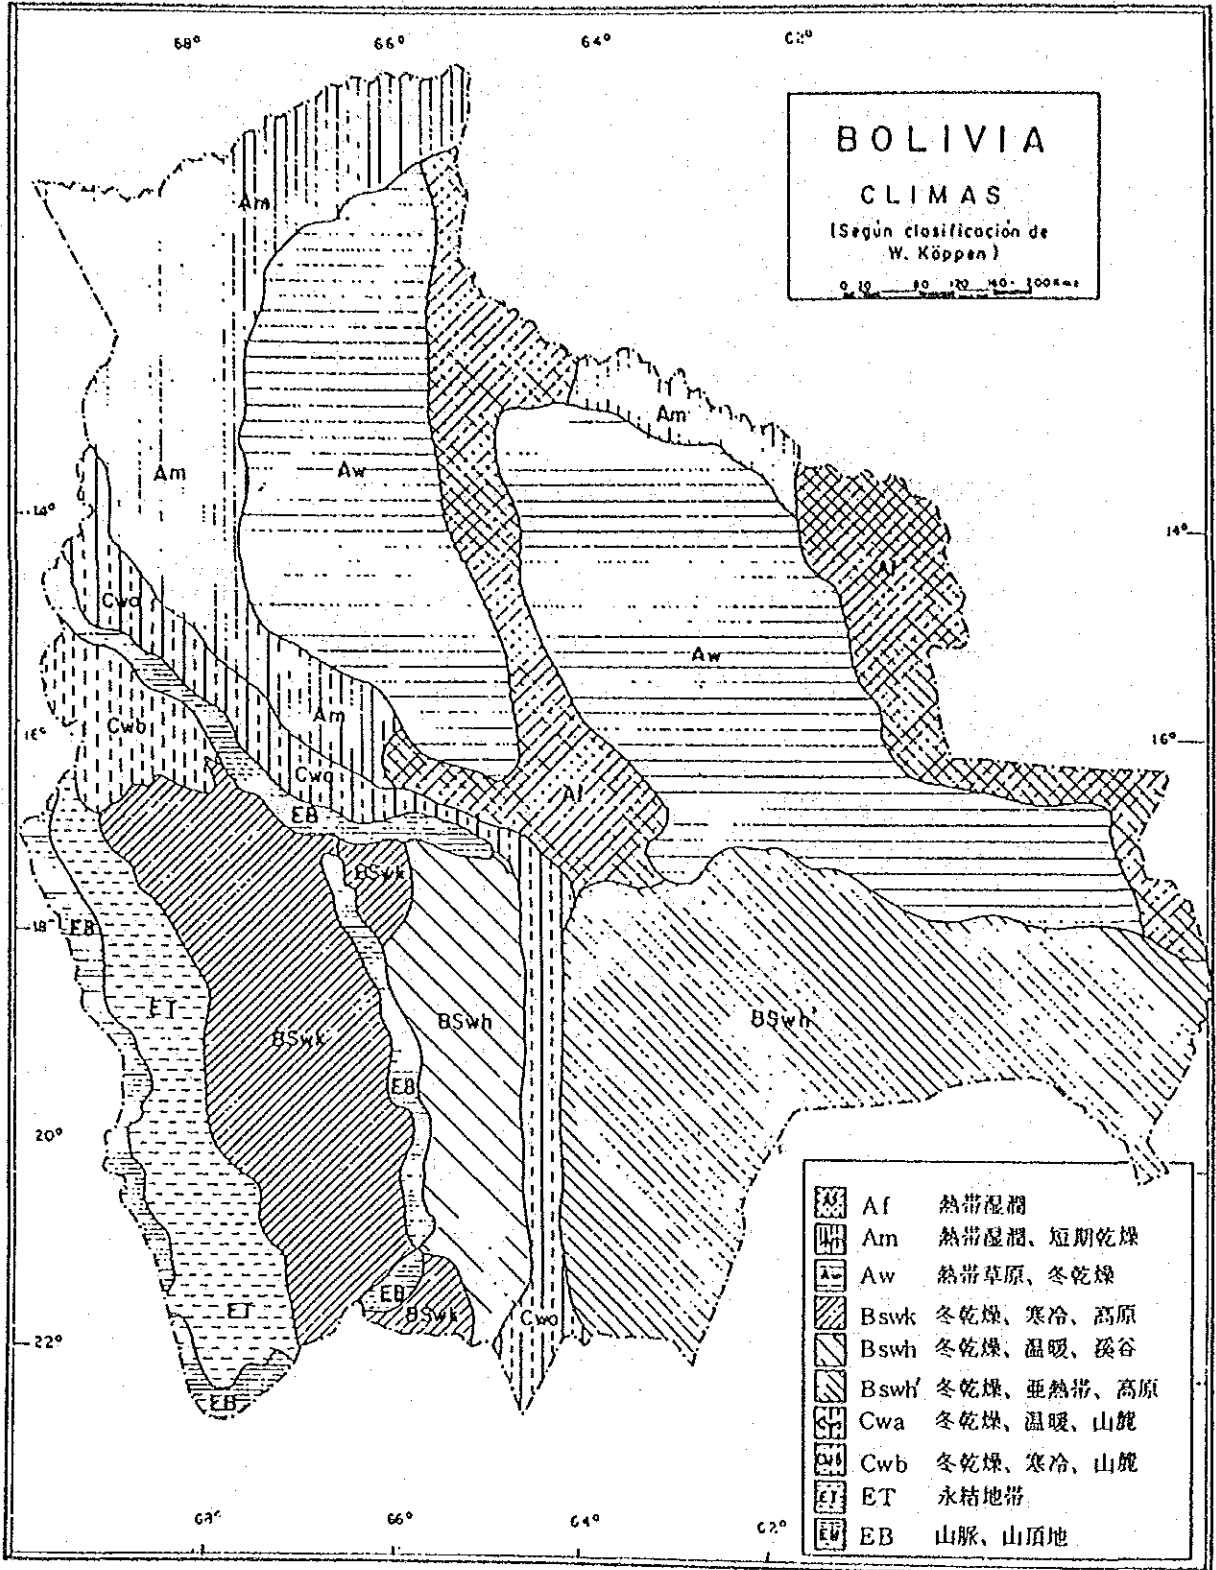 68° 66° 64° 62°
BOLIVIA
CLIMAS
(Según clasificación de
W. Köppen)
Am
Am
Am
Aw
14°
14°
Af
Cwa
Aw
Cwb
Am
16°
16°
Cwa
Af
EB
BSwk
18
EB
ET
BSwk
BSwh
BSwh'
EB
20°
ET
EB
BSwk
Cwa
22°
EB
Af 熱帯湿潤
Am 熱帯湿潤、短期乾燥
Aw 熱帯草原、冬乾燥
Bswk 冬乾燥、寒冷、高原
Bswh 冬乾燥、温暖、渓谷
Bswh' 冬乾燥、亜熱帯、高原
Cwa 冬乾燥、温暖、山麓
Cwb 冬乾燥、寒冷、山麓
ET 永結地帯
EB 山脈、山頂地
68° 66° 64° 62°